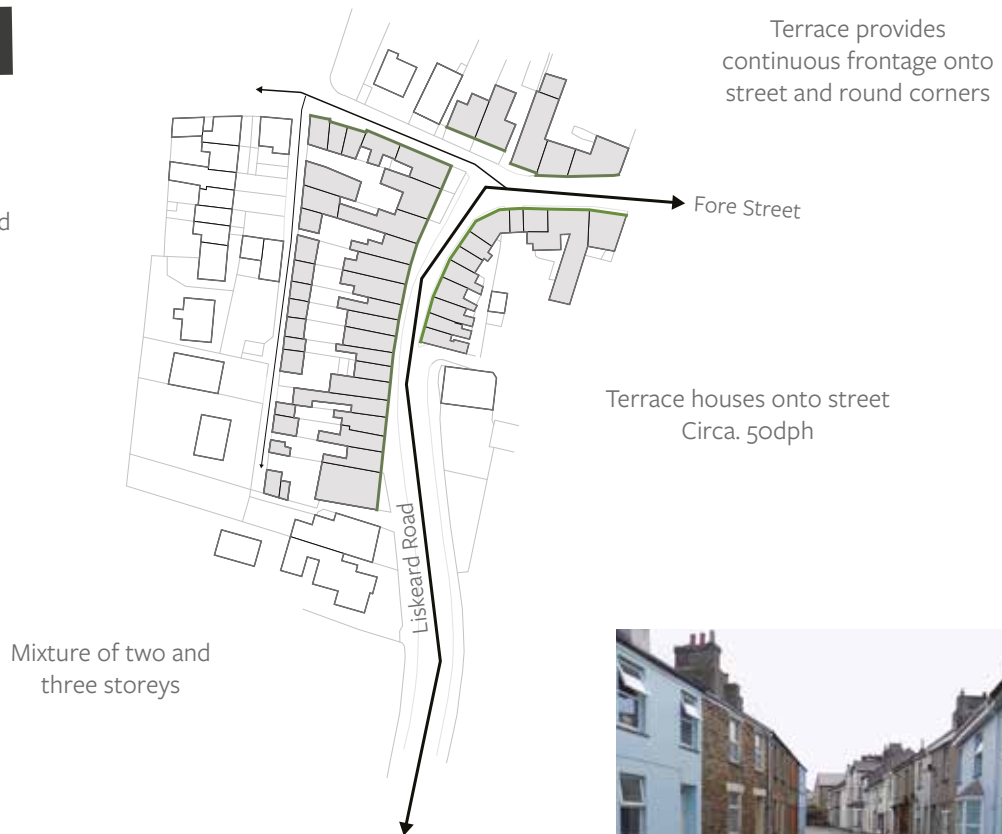 Terrace provides
continuous frontage onto
street and round corners
d
Fore Street
Terrace houses onto street
Circa. 50dph
Liskeard Road
Mixture of two and
three storeys